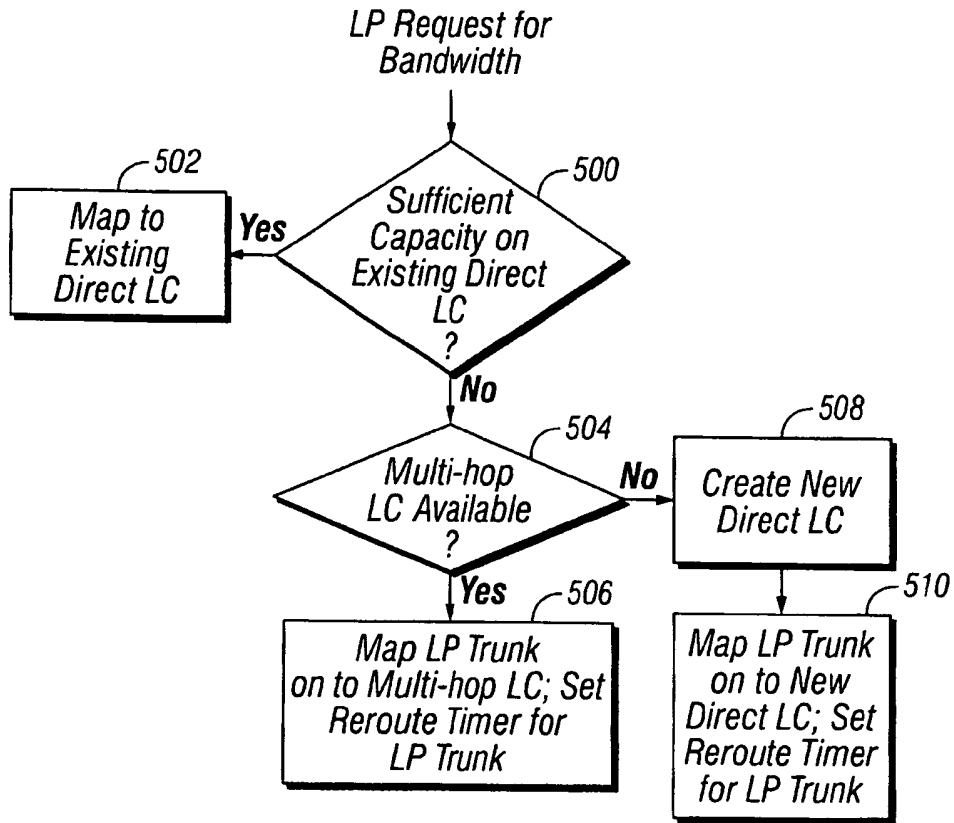 LP Request for
Bandwidth
502
500
Map to
Existing
Direct LC
Yes
Sufficient
Capacity on
Existing Direct
LC
?
No
504
508
Multi-hop
LC Available
?
No
Create New
Direct LC
Yes
506
510
Map LP Trunk
on to Multi-hop LC; Set
Reroute Timer for
LP Trunk
Map LP Trunk
on to New
Direct LC; Set
Reroute Timer
for LP Trunk